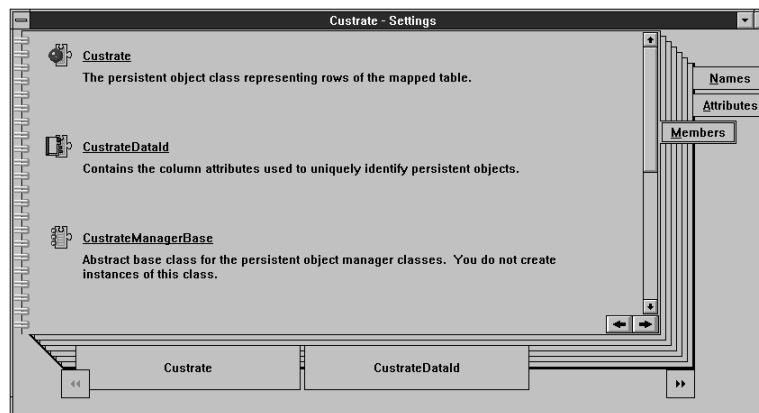 Custrate - Settings
Custrate
The persistent object class representing rows of the mapped table.
CustrateDataId
Contains the column attributes used to uniquely identify persistent objects.
CustrateManagerBase
Abstract base class for the persistent object manager classes. You do not create
instances of this class.
Names
Attributes
Members
Custrate
CustrateDataId